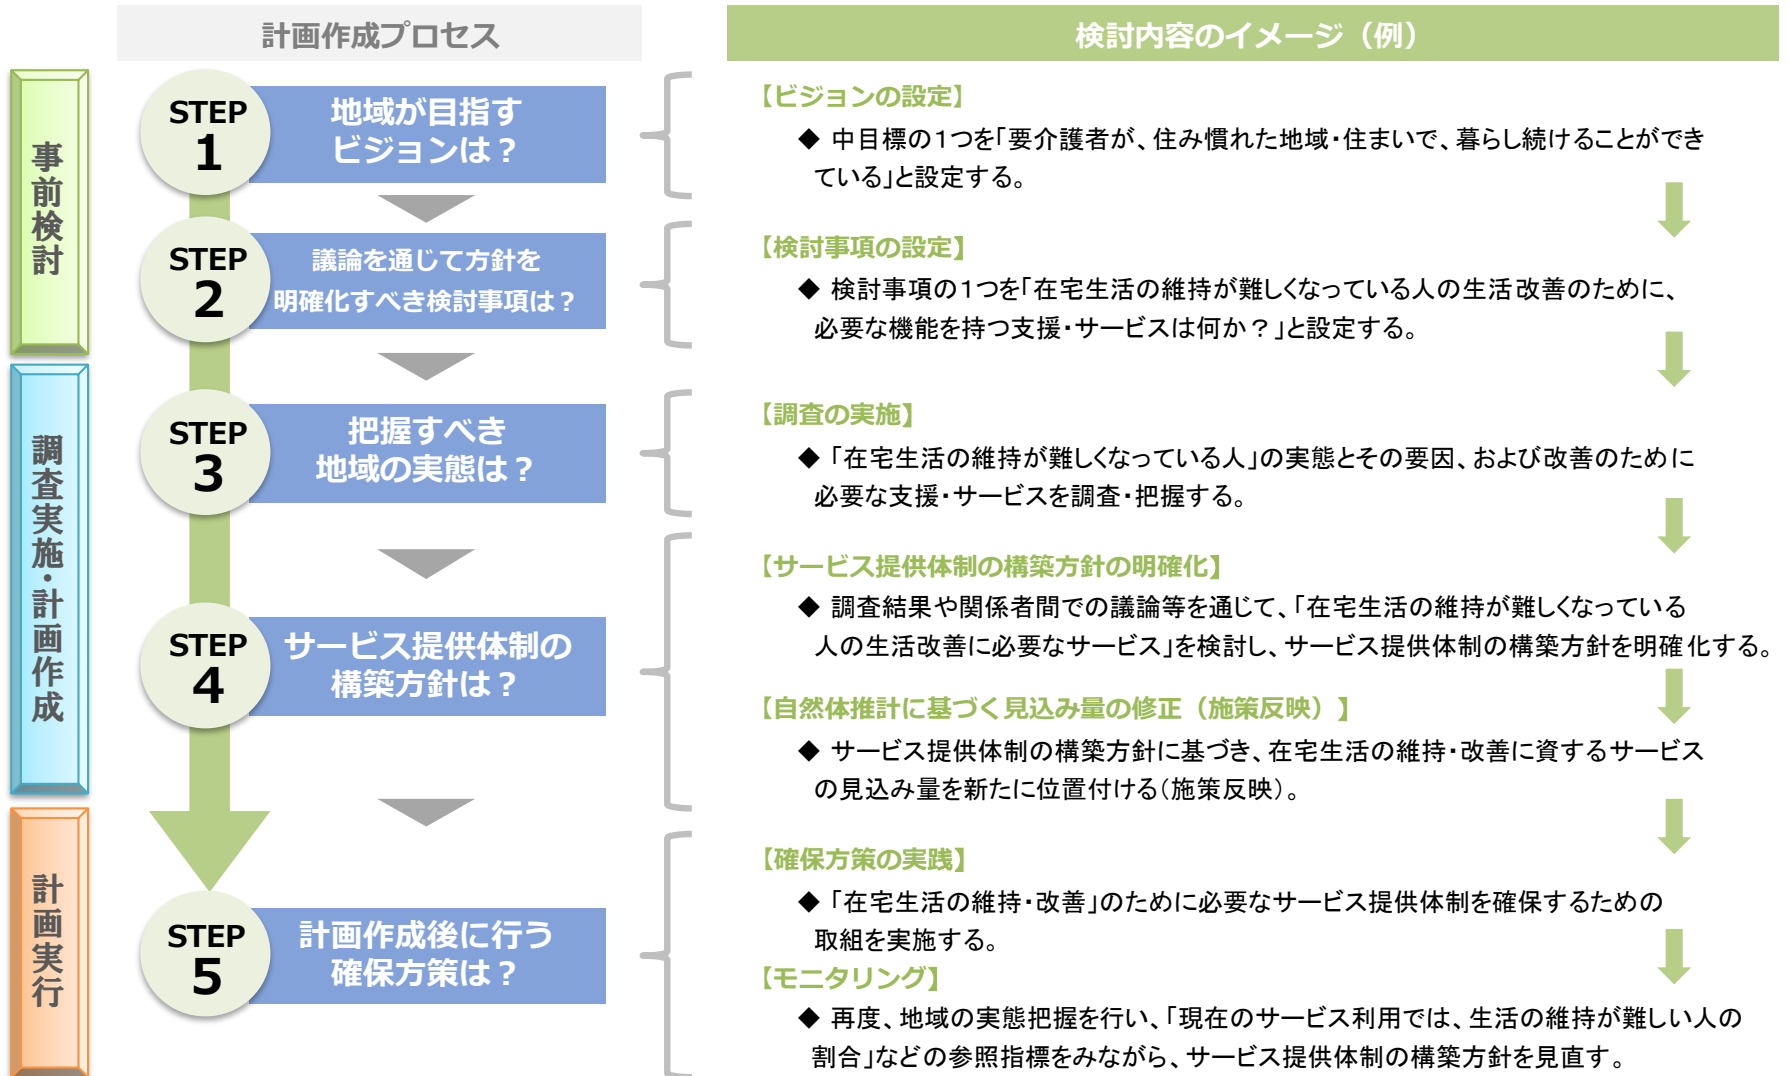 計画作成プロセス
検討内容のイメージ（例）
事前検討
STEP
1
地域が目指す
ビジョンは？
【ビジョンの設定】
◆ 中目標の１つを｢要介護者が、住み慣れた地域・住まいで、暮らし続けることができ
ている｣と設定する。
STEP
2
議論を通じて方針を
明確化すべき検討事項は？
【検討事項の設定】
◆ 検討事項の１つを｢在宅生活の維持が難しくなっている人の生活改善のために、
必要な機能を持つ支援・サービスは何か？｣と設定する。
調査実施・計画作成
STEP
3
把握すべき
地域の実態は？
【調査の実施】
◆ ｢在宅生活の維持が難しくなっている人｣の実態とその要因、および改善のために
必要な支援・サービスを調査・把握する。
STEP
4
サービス提供体制の
構築方針は？
【サービス提供体制の構築方針の明確化】
◆ 調査結果や関係者間での議論等を通じて、｢在宅生活の維持が難しくなっている
人の生活改善に必要なサービス｣を検討し、サービス提供体制の構築方針を明確化する。
【自然体推計に基づく見込み量の修正（施策反映）】
◆ サービス提供体制の構築方針に基づき、在宅生活の維持・改善に資するサービス
の見込み量を新たに位置付ける（施策反映）。
計画実行
STEP
5
計画作成後に行う
確保方策は？
【確保方策の実践】
◆ ｢在宅生活の維持・改善｣のために必要なサービス提供体制を確保するための
取組を実施する。
【モニタリング】
◆ 再度、地域の実態把握を行い、｢現在のサービス利用では、生活の維持が難しい人の
割合｣などの参照指標をみながら、サービス提供体制の構築方針を見直す。